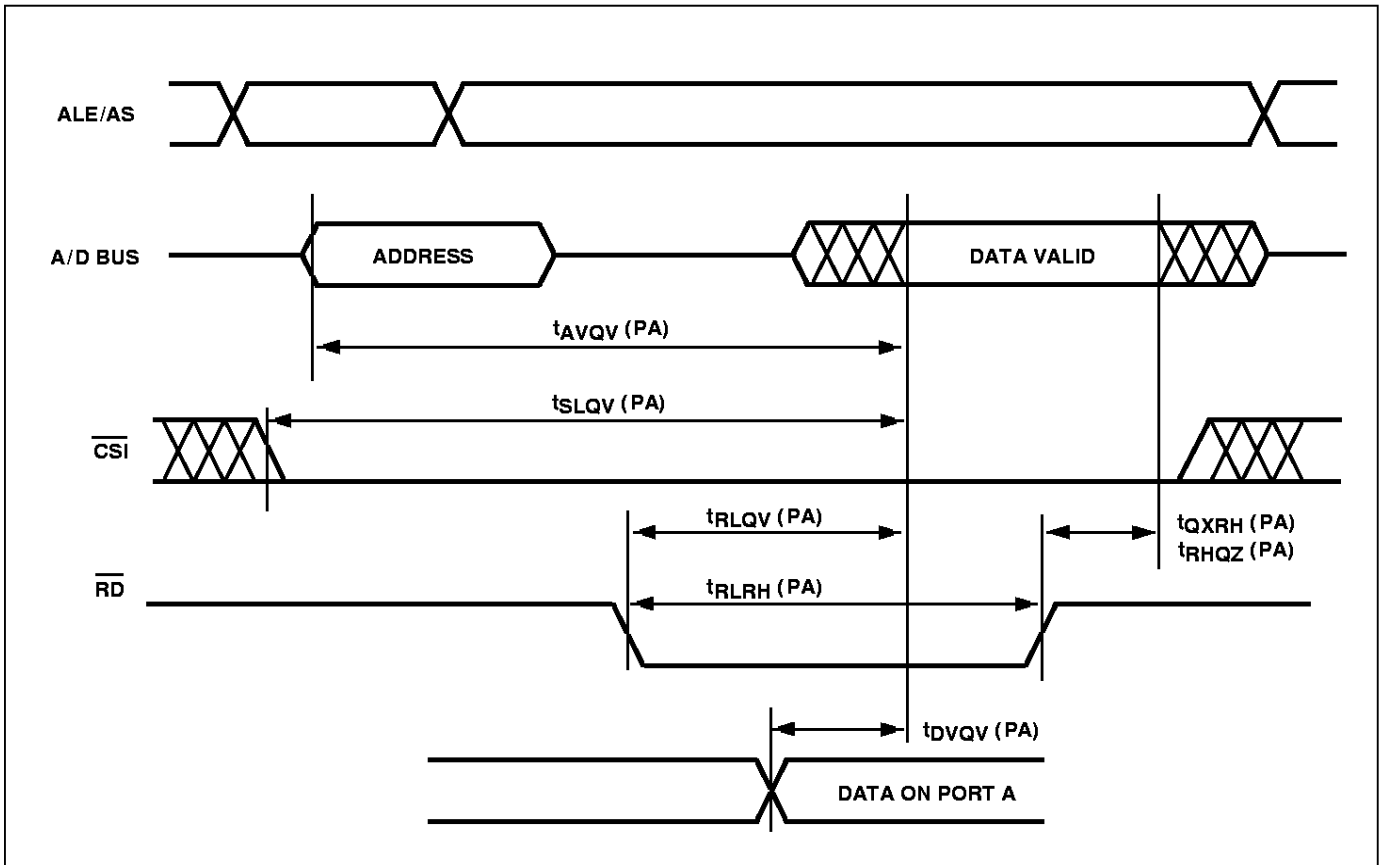 ALE/AS
A/D BUS
ADDRESS
DATA VALID
tAVQV (PA)
tSLQV (PA)
CSI
tRLQV (PA)
tQXRH (PA)
tRHQZ (PA)
RD
tRLRH (PA)
tDVQV (PA)
DATA ON PORT A